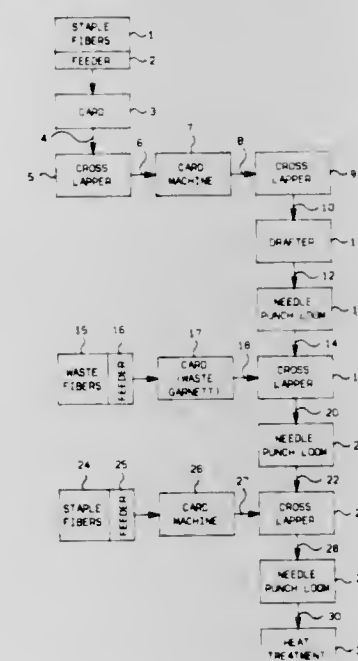 STAPLE
FIBERS
1
FEEDER
2
CARD
3
4
5
CROSS
LAPPER
6
7
CARD
MACHINE
8
CROSS
LAPPER
9
10
DRAFTER
12
NEEDLE
PUNCH LOOM
14
15
16
17
WASTE
FIBERS
FEEDER
CARD
(WASTE
GARNETT)
18
CROSS
LAPPER
20
NEEDLE
PUNCH LOOM
22
24
25
26
STAPLE
FIBERS
FEEDER
CARD
MACHINE
27
CROSS
LAPPER
28
NEEDLE
PUNCH LOOM
30
HEAT
TREATMENT